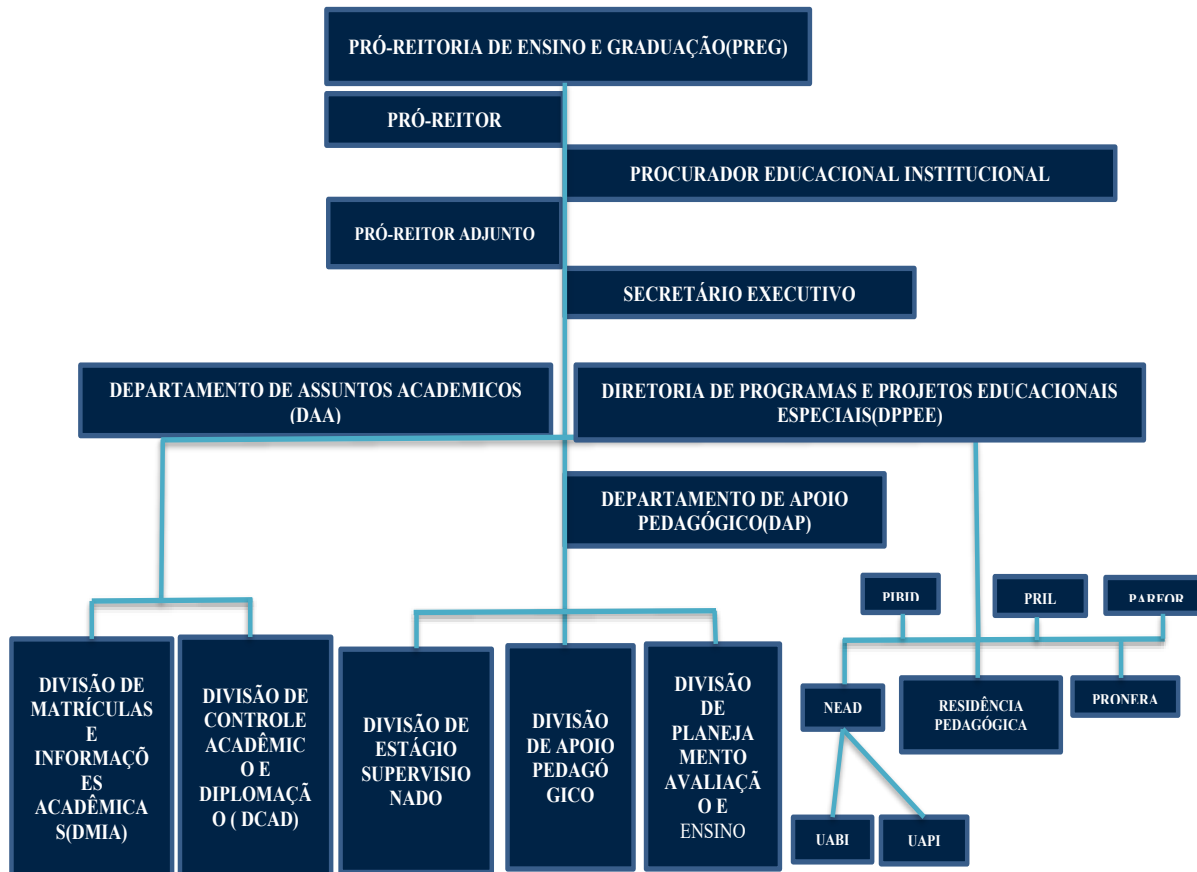 PRÓ-REITORIA DE ENSINO E GRADUAÇÃO(PREG)
PRÓ-REITOR
PROCURADOR EDUCACIONAL INSTITUCIONAL
PRÓ-REITOR ADJUNTO
SECRETÁRIO EXECUTIVO
DEPARTAMENTO DE ASSUNTOS ACADEMICOS
(DAA)
DIRETORIA DE PROGRAMAS E PROJETOS EDUCACIONAIS
ESPECIAIS(DPPEE)
DEPARTAMENTO DE APOIO
PEDAGÓGICO(DAP)
PIBID
PRIL
PARFOR
DIVISÃO DE
MATRÍCULAS
E
INFORMAÇÕ
ES
ACADÊMICA
S(DMIA)
DIVISÃO DE
CONTROLE
ACADÊMIC
O E
DIPLOMAÇÃ
O ( DCAD)
DIVISÃO DE
ESTÁGIO
SUPERVISIO
NADO
DIVISÃO
DE APOIO
PEDAGÓ
GICO
DIVISÃO
DE
PLANEJA
MENTO
AVALIAÇÃ
O E
ENSINO
NEAD
RESIDÊNCIA
PEDAGÓGICA
PRONERA
UABI
UAPI